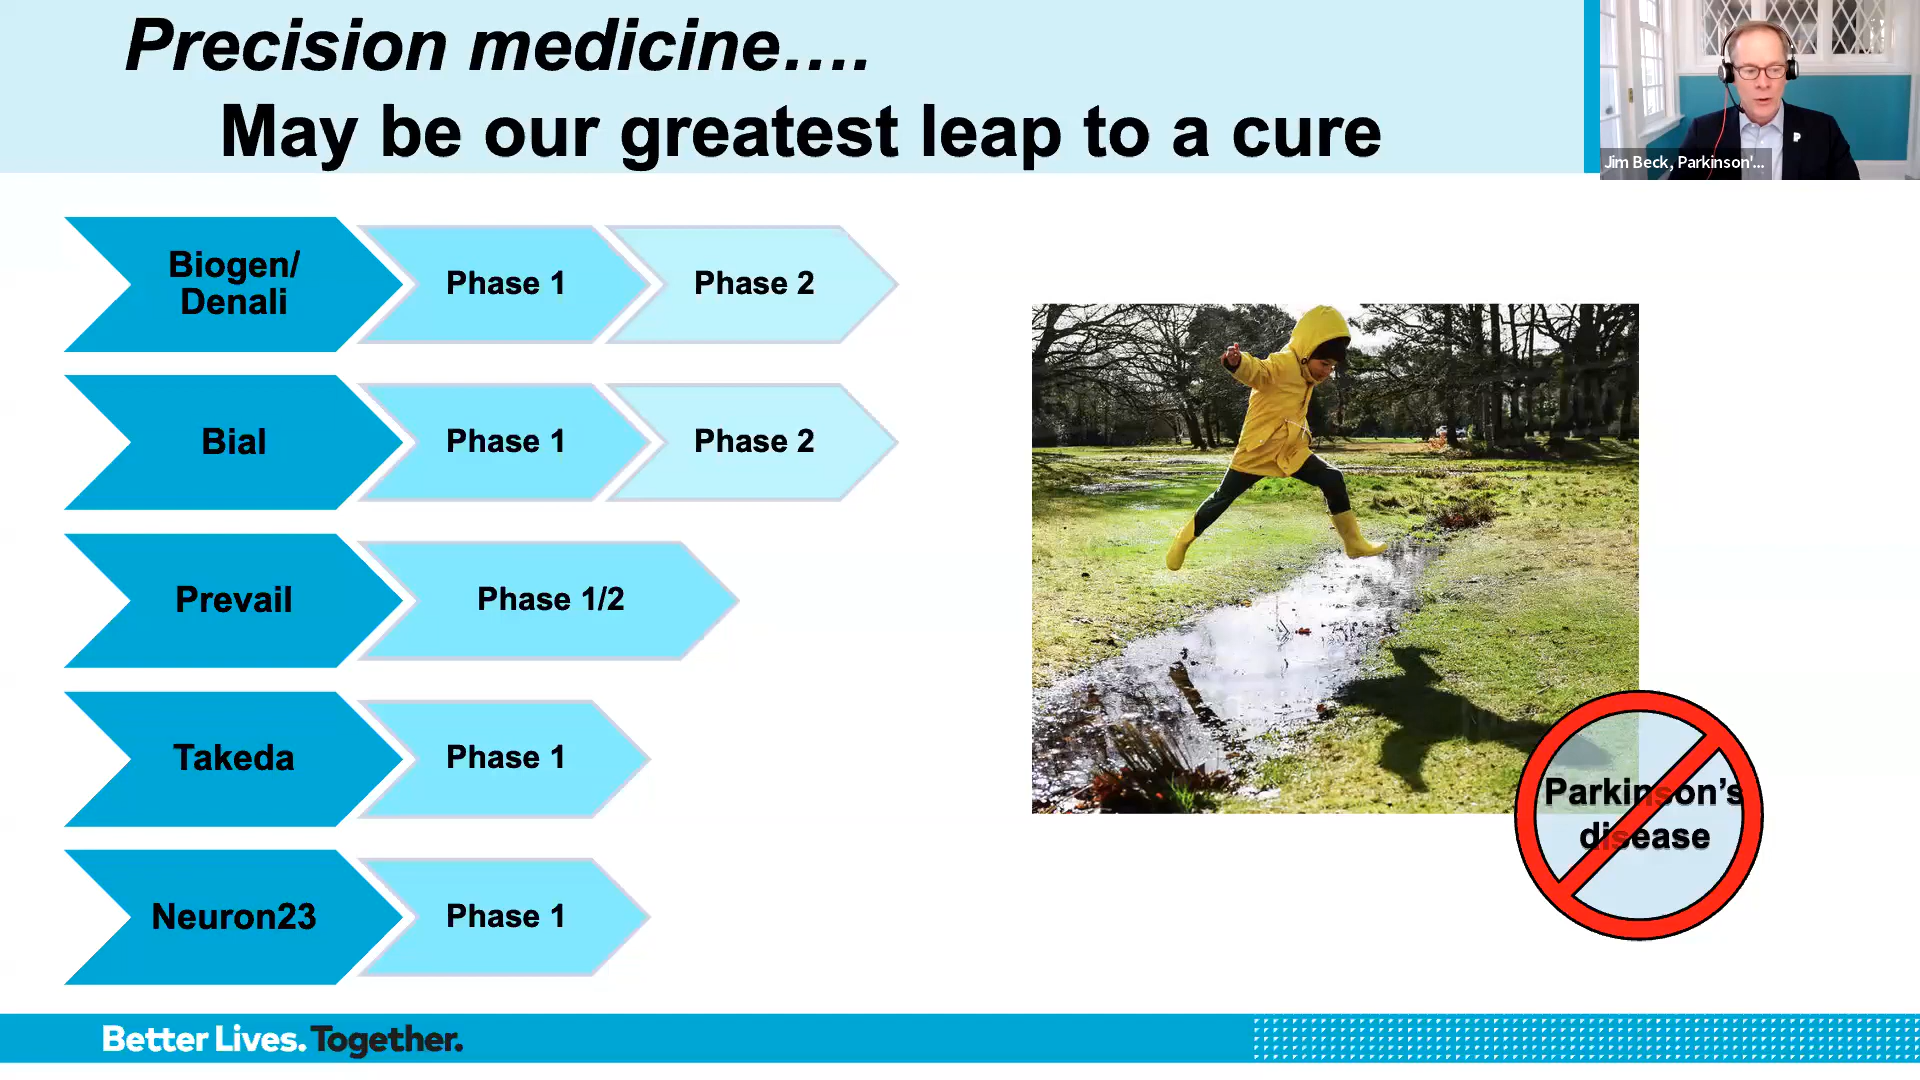 Precision medicine....
May be our greatest leap to a cure
Jim Beck, Parkinson'...
Biogen/
Denali
Phase 1
Phase 2
Bial
Phase 1
Phase 2
Prevail
Phase 1/2
Takeda
Phase 1
Neuron23
Phase 1
Parkinson’s
disease
Better Lives. Together.